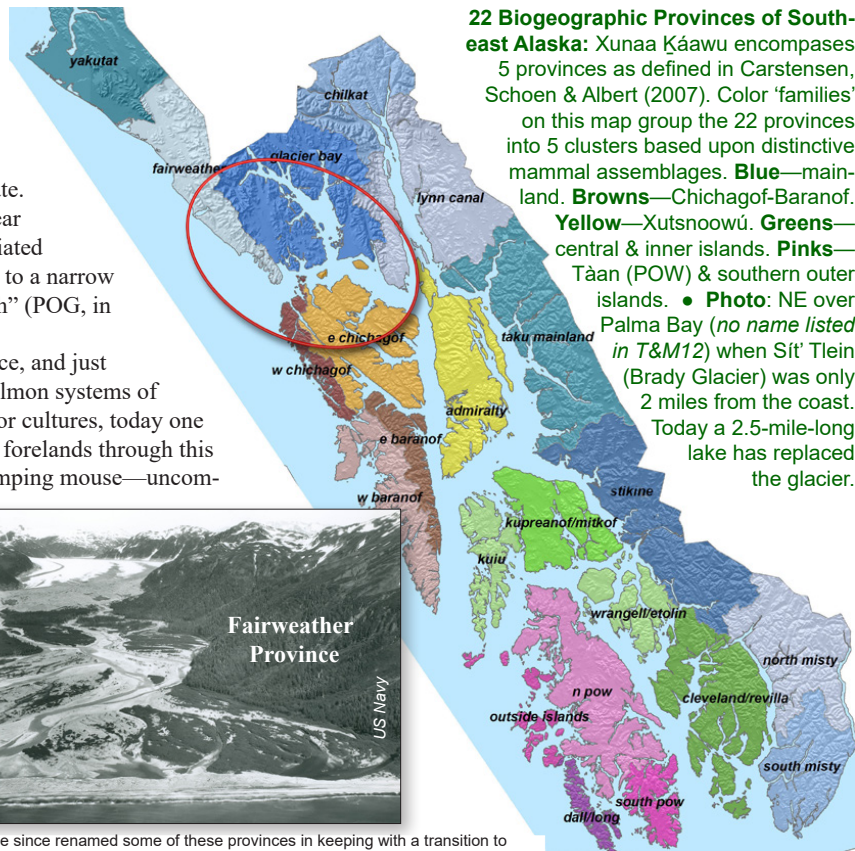 22 Biogeographic Provinces of South-
east Alaska: Xunaa Ḵáawu encompases
5 provinces as defined in Carstensen,
Schoen & Albert (2007). Color ‘families’
on this map group the 22 provinces
into 5 clusters based upon distinctive
mammal assemblages. Blue—main-
land. Browns—Chichagof-Baranof.
Yellow—Xutsnoowú. Greens—
central & inner islands. Pinks—
Tàan (POW) & southern outer
islands. ● Photo: NE over
Palma Bay (no name listed
in T&M12) when Sít’ Tlein
(Brady Glacier) was only
2 miles from the coast.
Today a 2.5-mile-long
lake has replaced
the glacier.
yakutat
chilkat
glacier bay
fairweather
lynn canal
e chichagof
taku mainland
w chichagof
admiralty
e baranof
w baranof
stikine
kupreanof/mitkof
kuiu
wrangell/etolin
north misty
n pow
cleveland/revilla
outside islands
south misty
south pow
dall/long
to a narrow
(POG, in
ce, and just
lmon systems of
or cultures, today one
forelands through this
mping mouse—uncom-
Fairweather
Province
US Navy
e since renamed some of these provinces in keeping with a transition to